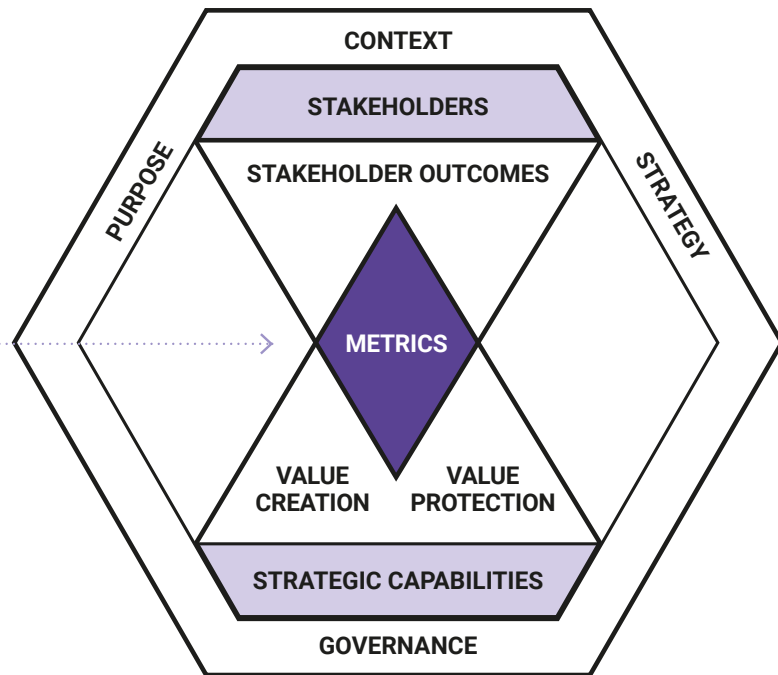 CONTEXT
STAKEHOLDERS
PURPOSE
STRATEGY
STAKEHOLDER OUTCOMES
METRICS
VALUE
CREATION
VALUE
PROTECTION
STRATEGIC CAPABILITIES
GOVERNANCE